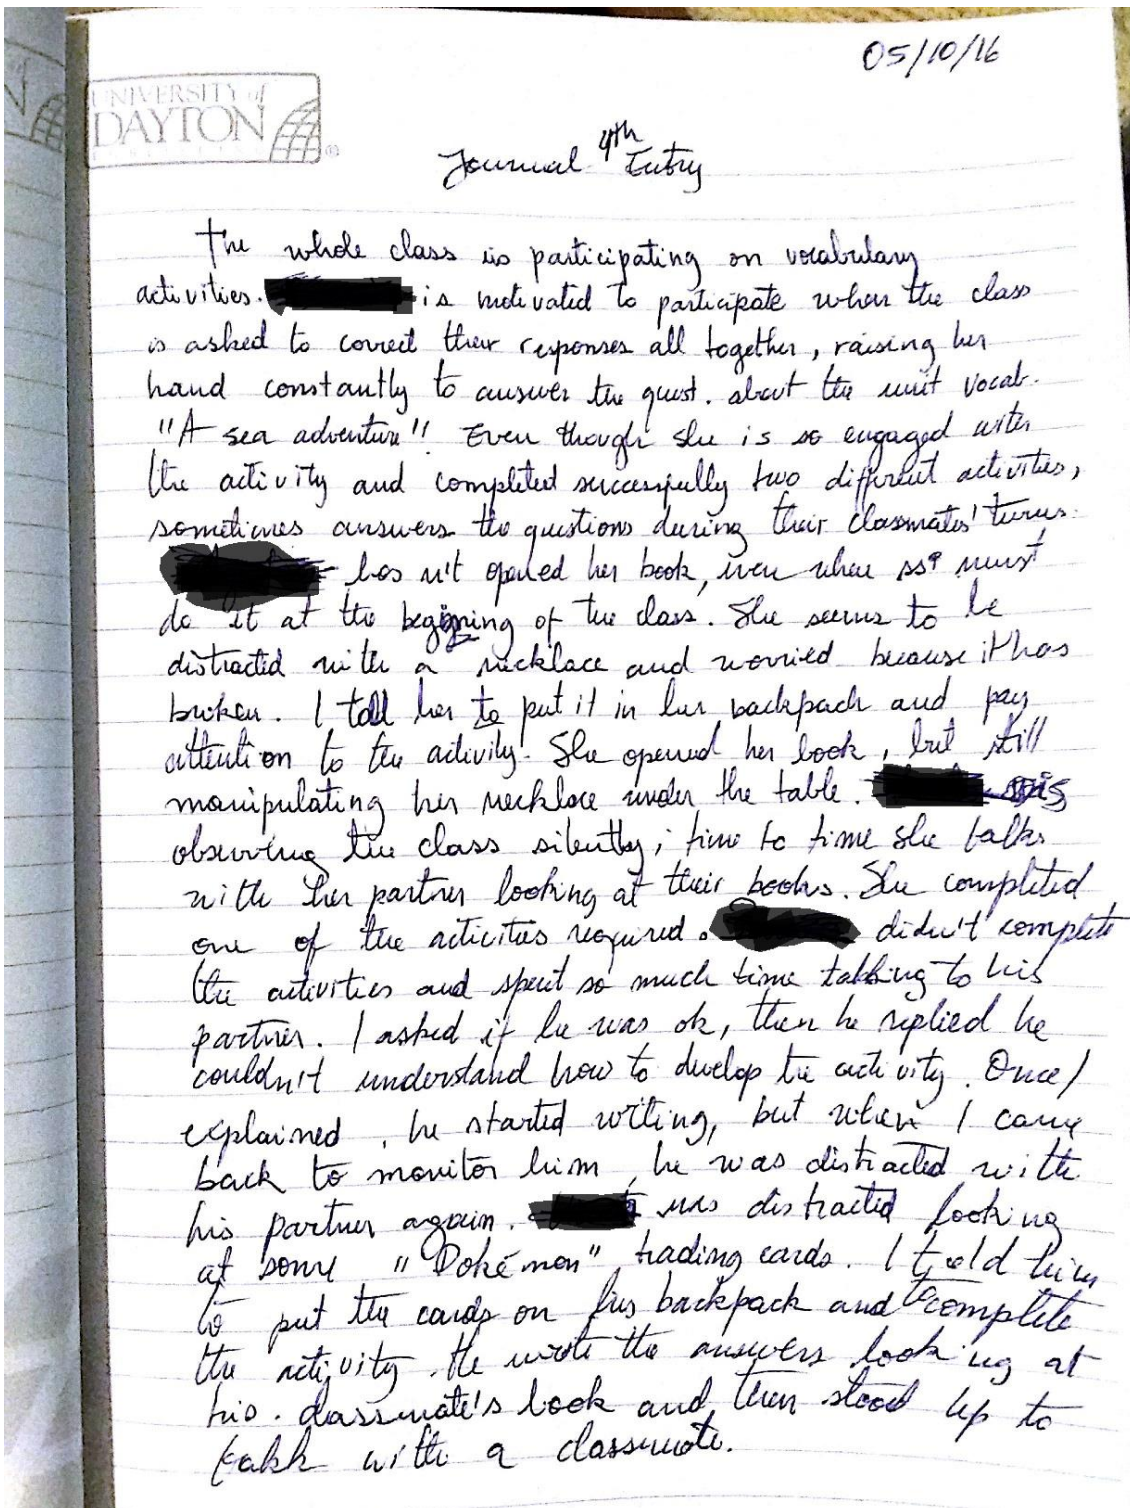 05/10/16
UNIVERSITY of
DAYTON
Journal 4th Entry
The whole class is participating on vocabulary
activities. is motivated to participate when the class
is asked to correct their responses all together, raising her
hand constantly to answer the quest. about the unit vocab.
"A sea adventure". Even though she is so engaged with
the activity and completed successfully two different activities,
sometimes answers the questions during their classmates' turns.
hasn't opened her book, even when must
do it at the beginning of the class. She seems to be
distracted with a necklace and worried because it has
broken. I told her to put it in her backpack and pay
attention to the activity. She opened her book, but still
manipulating her necklace under the table. is
observing the class silently; time to time she talks
with her partner looking at their books. She completed
one of the activities required. didn't complete
the activities and spent so much time talking to his
partner. I asked if he was ok, then he replied he
couldn't understand how to develop the activity. Once I
explained, he started writing, but when I came
back to monitor him, he was distracted with
his partner again. was distracted looking
at some "Pokémon" trading cards. I told him
to put the cards on his backpack and to complete
the activity. He wrote the answers looking at
his classmate's book and then stood up to
talk with a classmate.